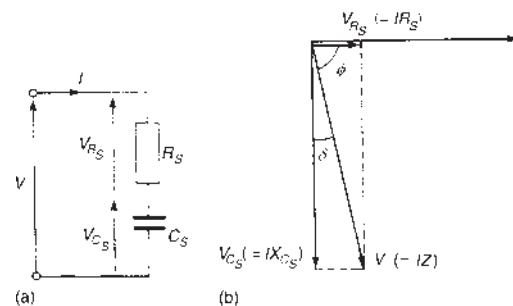 (a)
I
V
V_{R_S}
R_S
V_{C_S}
C_S
(b)
V_{R_S} (– IR_S)
ϕ
δ
V_{C_S}(= IX_{C_S})
V (– IZ)